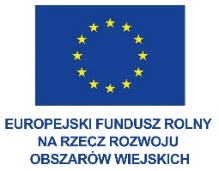 EUROPEJSKI FUNDUSZ ROLNY
NA RZECZ ROZWOJU
OBSZARÓW WIEJSKICH